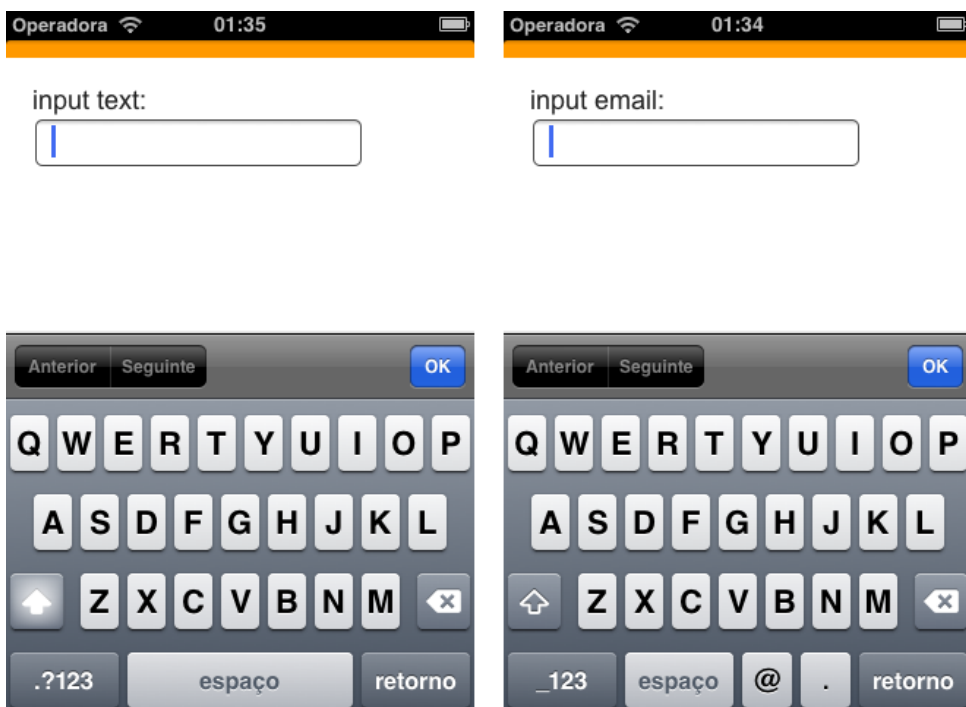 Operadora 01:35
input text:
Anterior Seguinte OK
Q W E R T Y U I O P
A S D F G H J K L
Z X C V B N M
.?123 espaço retorno
Operadora 01:34
input email:
Anterior Seguinte OK
Q W E R T Y U I O P
A S D F G H J K L
Z X C V B N M
_123 espaço @ . retorno